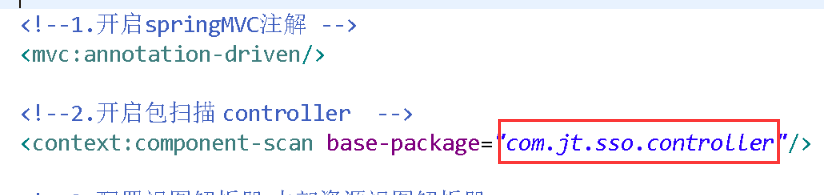 <!--1.开启springMVC注解 -->
<mvc:annotation-driven/>
<!--2.开启包扫描 controller  -->
<context:component-scan base-package="com.jt.sso.controller"/>